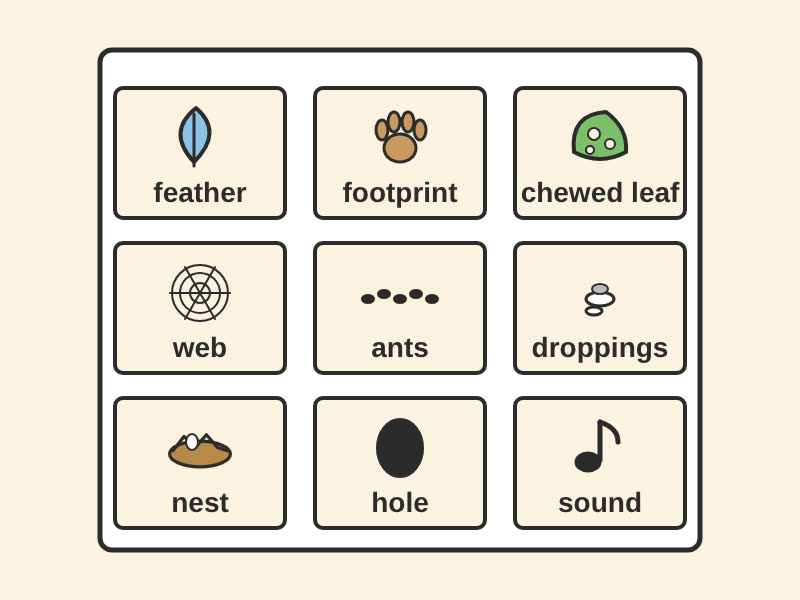 feather
footprint
chewed leaf
web
ants
droppings
nest
hole
sound